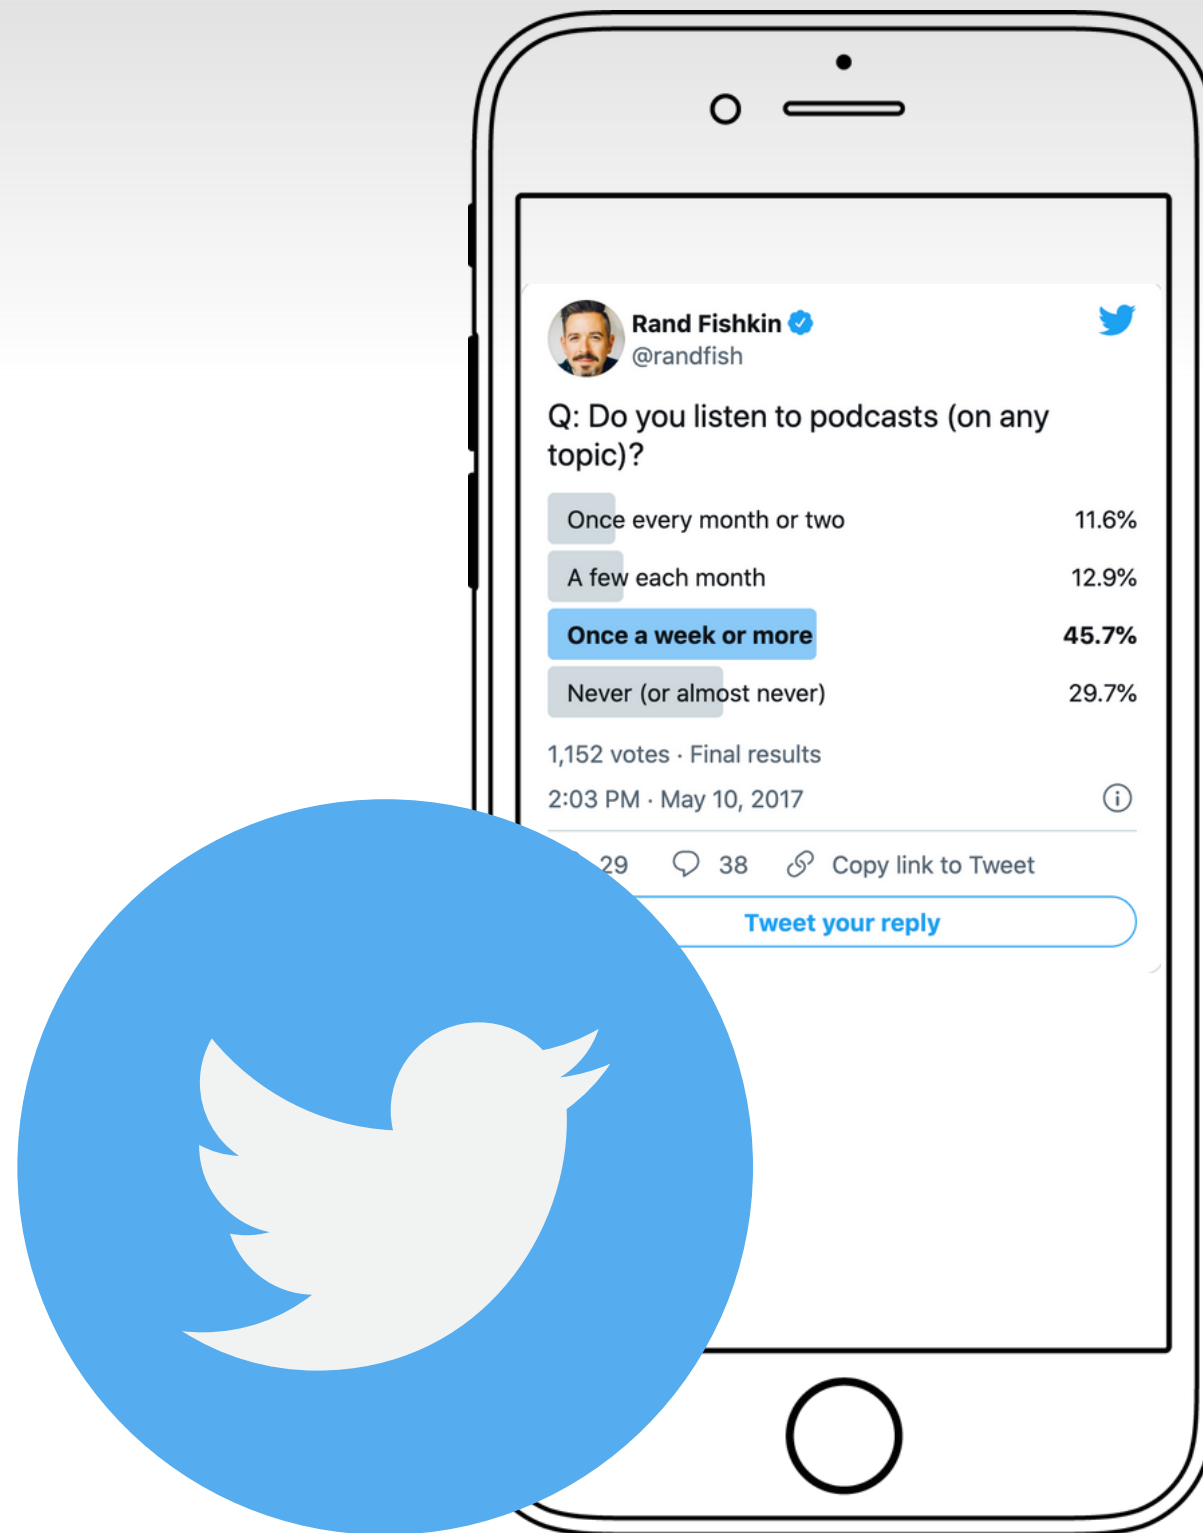 Rand Fishkin
@randfish
Q: Do you listen to podcasts (on any
topic)?
Once every month or two 11.6%
A few each month 12.9%
Once a week or more 45.7%
Never (or almost never) 29.7%
1,152 votes · Final results
2:03 PM · May 10, 2017
29 38 Copy link to Tweet
Tweet your reply